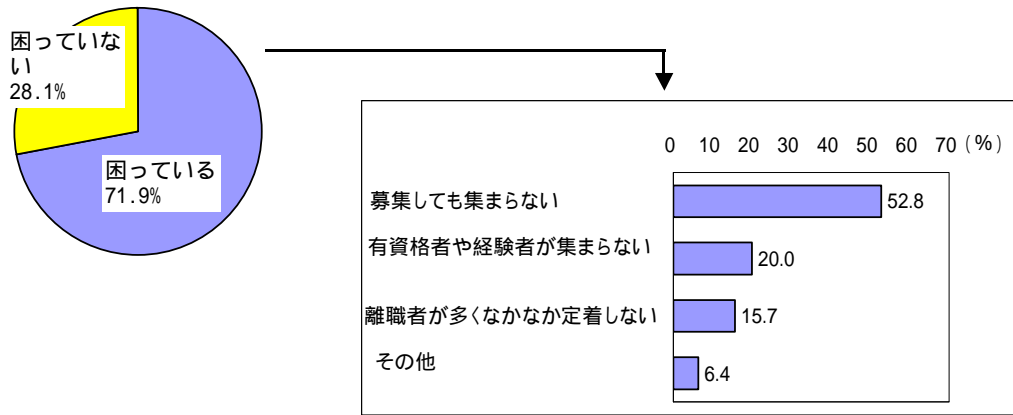 困っていな
い
28.1%
困っている
71.9%
0 10 20 30 40 50 60 70 (%)
募集しても集まらない 52.8
有資格者や経験者が集まらない 20.0
離職者が多くなかなか定着しない 15.7
その他 6.4